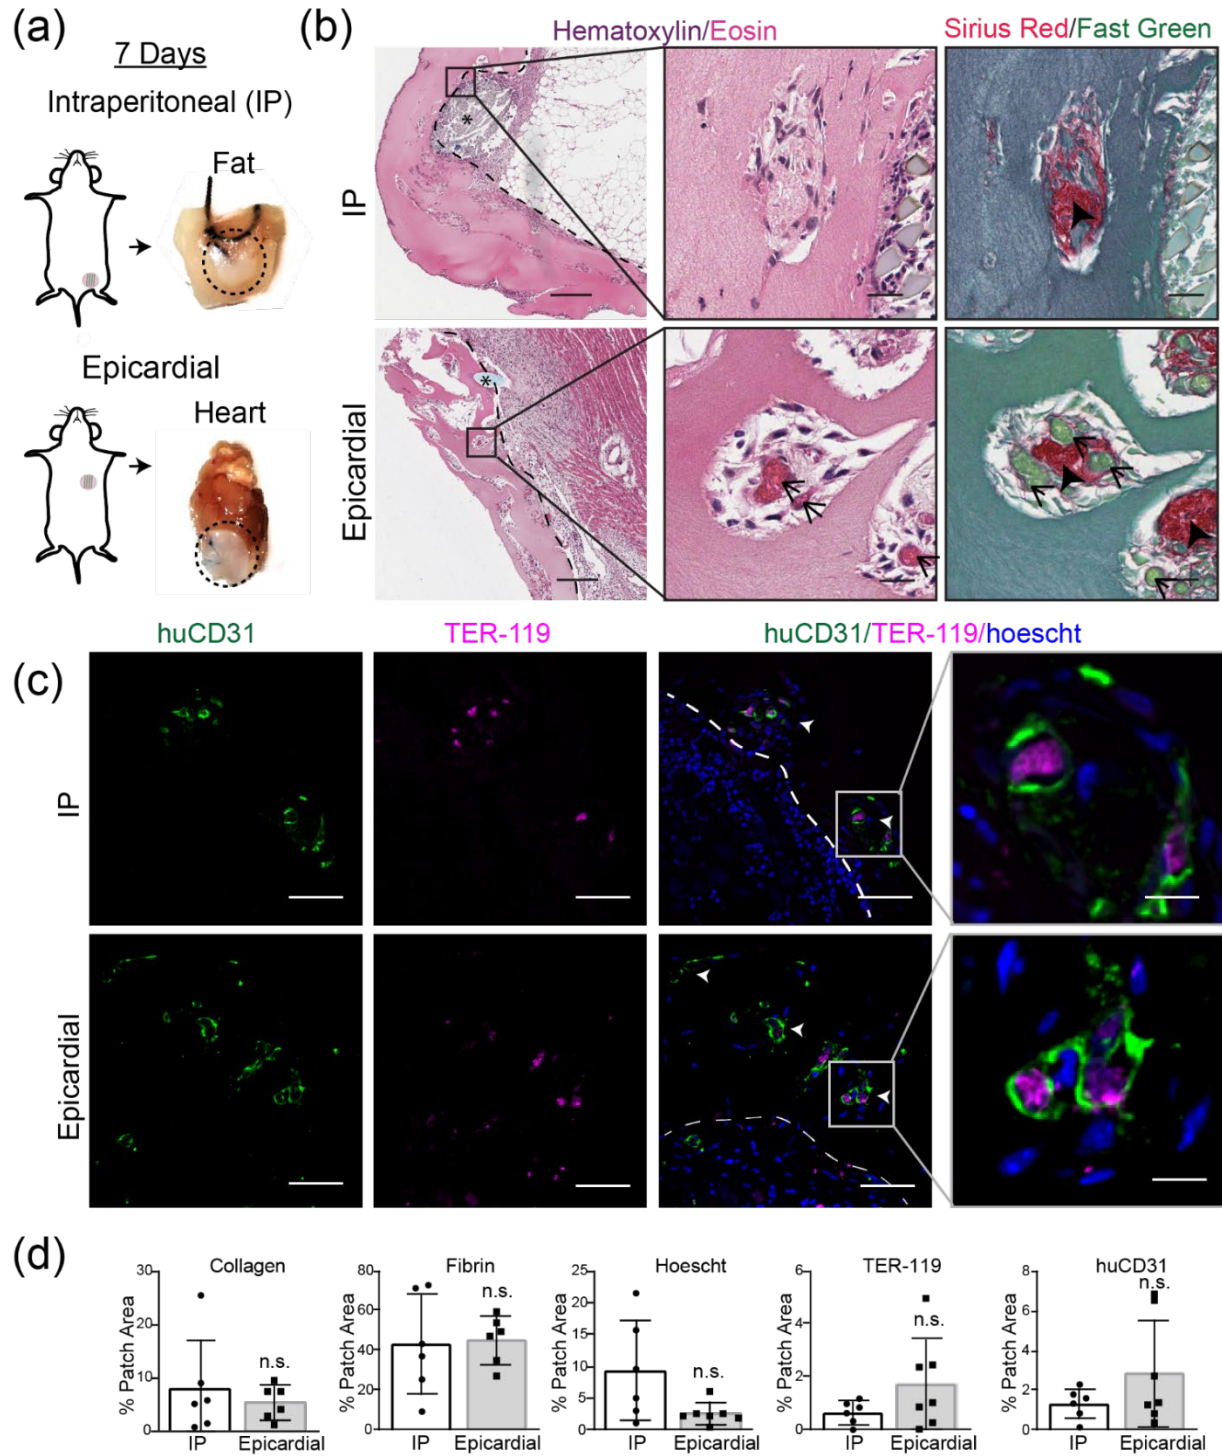 (a)
7 Days
Intraperitoneal (IP)
Fat
Epicardial
Heart
(b)
Hematoxylin/Eosin
Sirius Red/Fast Green
IP
*
Epicardial
*
(c)
huCD31
TER-119
huCD31/TER-119/hoescht
IP
Epicardial
(d)
Collagen
% Patch Area
30
20
10
0
n.s.
IP
Epicardial
Fibrin
% Patch Area
80
60
40
20
0
n.s.
IP
Epicardial
Hoescht
% Patch Area
25
20
15
10
5
0
n.s.
IP
Epicardial
TER-119
% Patch Area
6
4
2
0
n.s.
IP
Epicardial
huCD31
% Patch Area
8
6
4
2
0
n.s.
IP
Epicardial